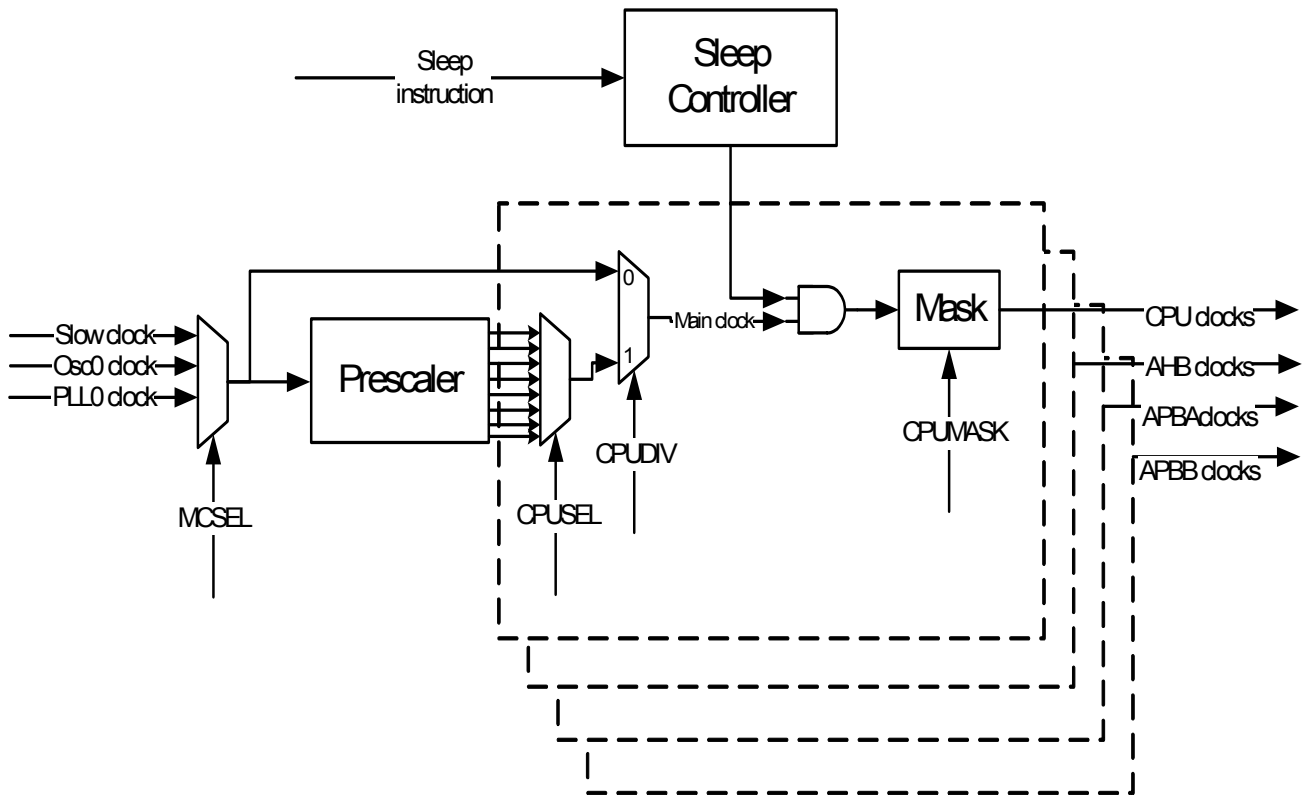 Sleep
Controller
Sleep
instruction
0
Slow clock
Osc0 clock
PLL0 clock
Prescaler
1
Main clock
Mask
CPU clocks
AHB clocks
APBA clocks
APBB clocks
MCSEL
CPUSEL
CPUDIV
CPUMASK